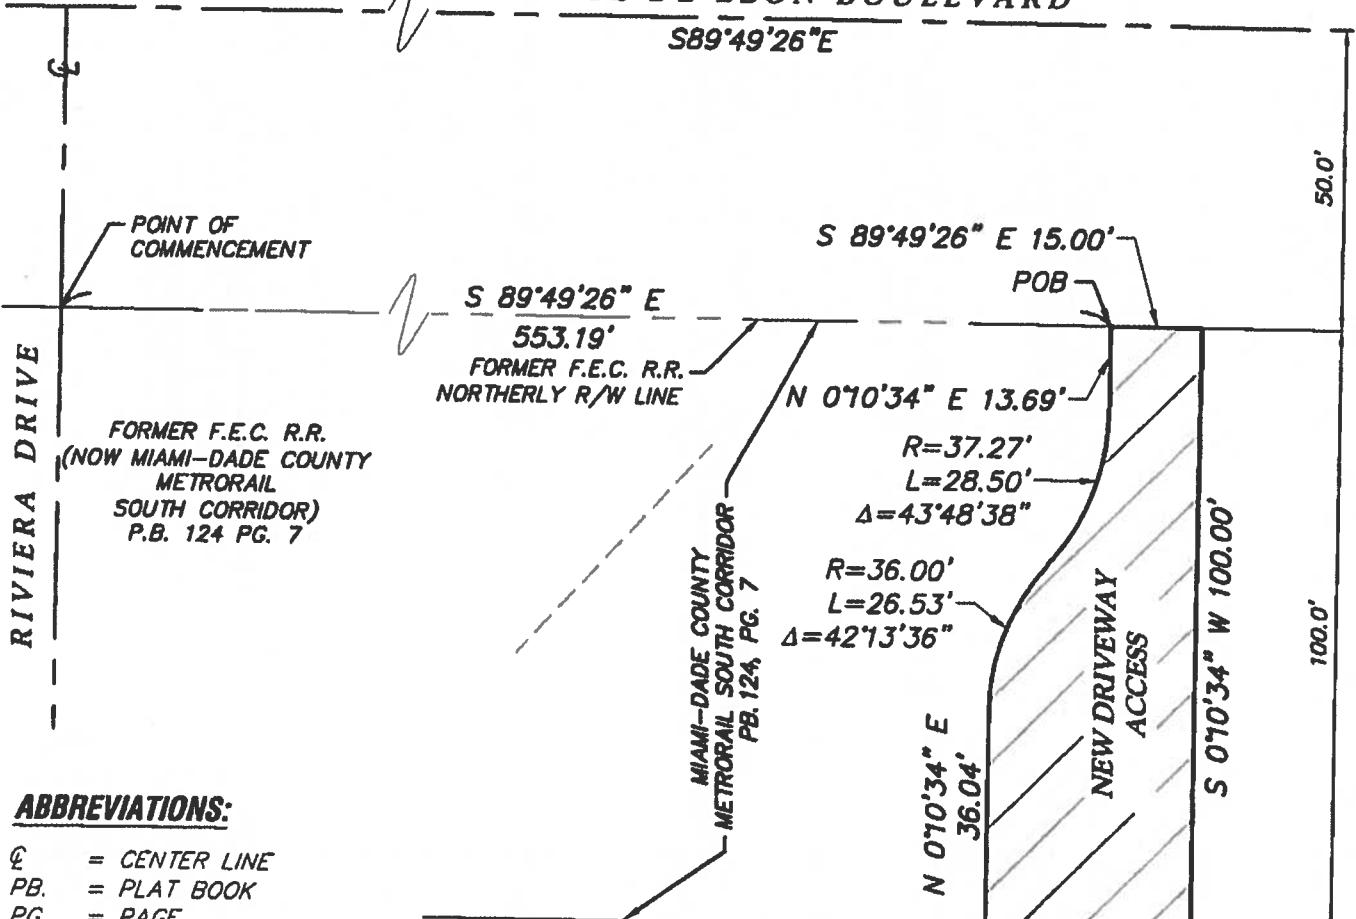 BOULEVARD
S89°49'26"E
℄
50.0'
POINT OF
COMMENCEMENT
S 89°49'26" E 15.00'
POB
S 89°49'26" E
553.19'
FORMER F.E.C. R.R.
NORTHERLY R/W LINE
N 0°10'34" E 13.69'
RIVIERA DRIVE
FORMER F.E.C. R.R.
(NOW MIAMI-DADE COUNTY
METRORAIL
SOUTH CORRIDOR)
P.B. 124 PG. 7
R=37.27'
L=28.50'
Δ=43°48'38"
R=36.00'
L=26.53'
Δ=42°13'36"
MIAMI-DADE COUNTY
METRORAIL SOUTH CORRIDOR
PB. 124, PG. 7
NEW DRIVEWAY
ACCESS
S 0°10'34" W 100.00'
100.0'
N 0°10'34" E
36.04'
ABBREVIATIONS:
℄ = CENTER LINE
PB. = PLAT BOOK
PG. = PAGE